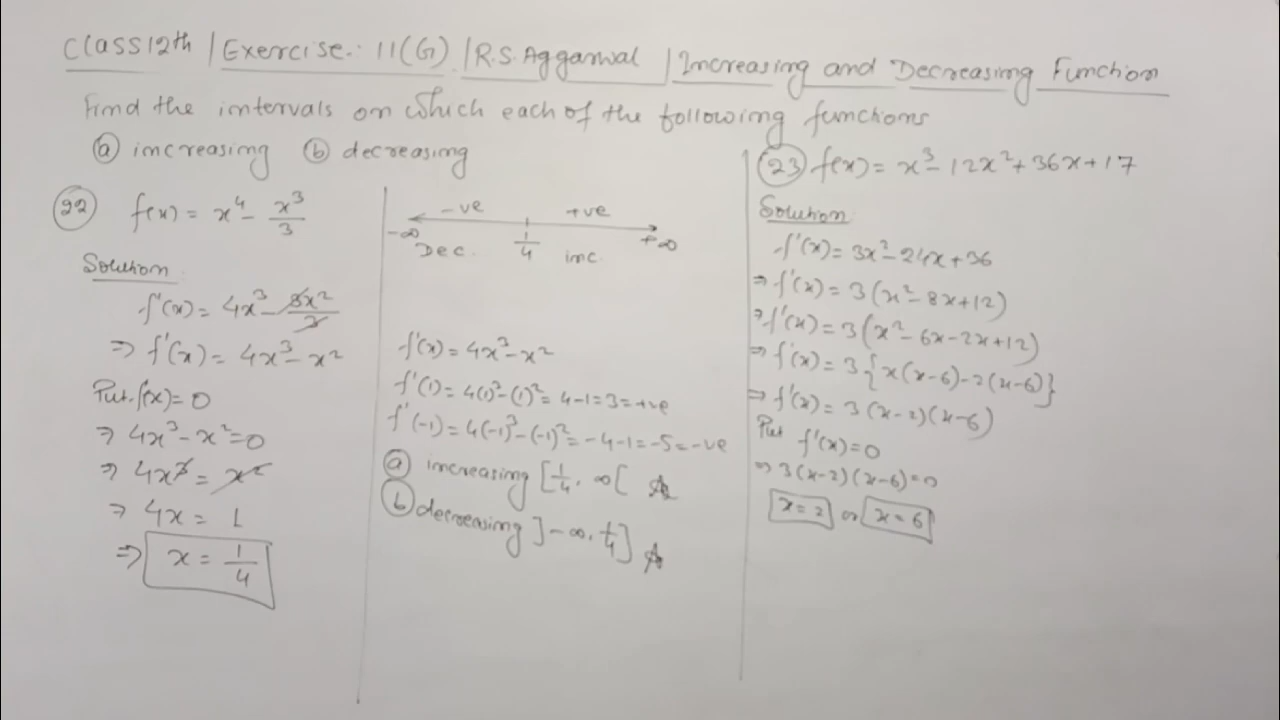 Class 12th | Exercise: 11(G) | R.S. Aggarwal | Increasing and Decreasing Function
Find the intervals on which each of the following functions
(a) increasing (b) decreasing
(22) f(x) = x⁴ - x³/3
Solution:
f'(x) = 4x³ - 3x²/3
⇒ f'(x) = 4x³ - x²
Put f'(x) = 0
⇒ 4x³ - x² = 0
⇒ 4x³ = x²
⇒ 4x = 1
⇒ x = 1/4
-ve +ve
-∞ 1/4 +∞
Dec. inc.
f'(x) = 4x³ - x²
f'(1) = 4(1)³ - (1)² = 4 - 1 = 3 = +ve
f'(-1) = 4(-1)³ - (-1)² = -4 - 1 = -5 = -ve
(a) increasing [1/4, ∞[
(b) decreasing ]-∞, 1/4]
(23) f(x) = x³ - 12x² + 36x + 17
Solution
f'(x) = 3x² - 24x + 36
⇒ f'(x) = 3(x² - 8x + 12)
⇒ f'(x) = 3(x² - 6x - 2x + 12)
⇒ f'(x) = 3{x(x-6) - 2(x-6)}
⇒ f'(x) = 3(x-2)(x-6)
Put f'(x) = 0
⇒ 3(x-2)(x-6) = 0
x = 2 or x = 6